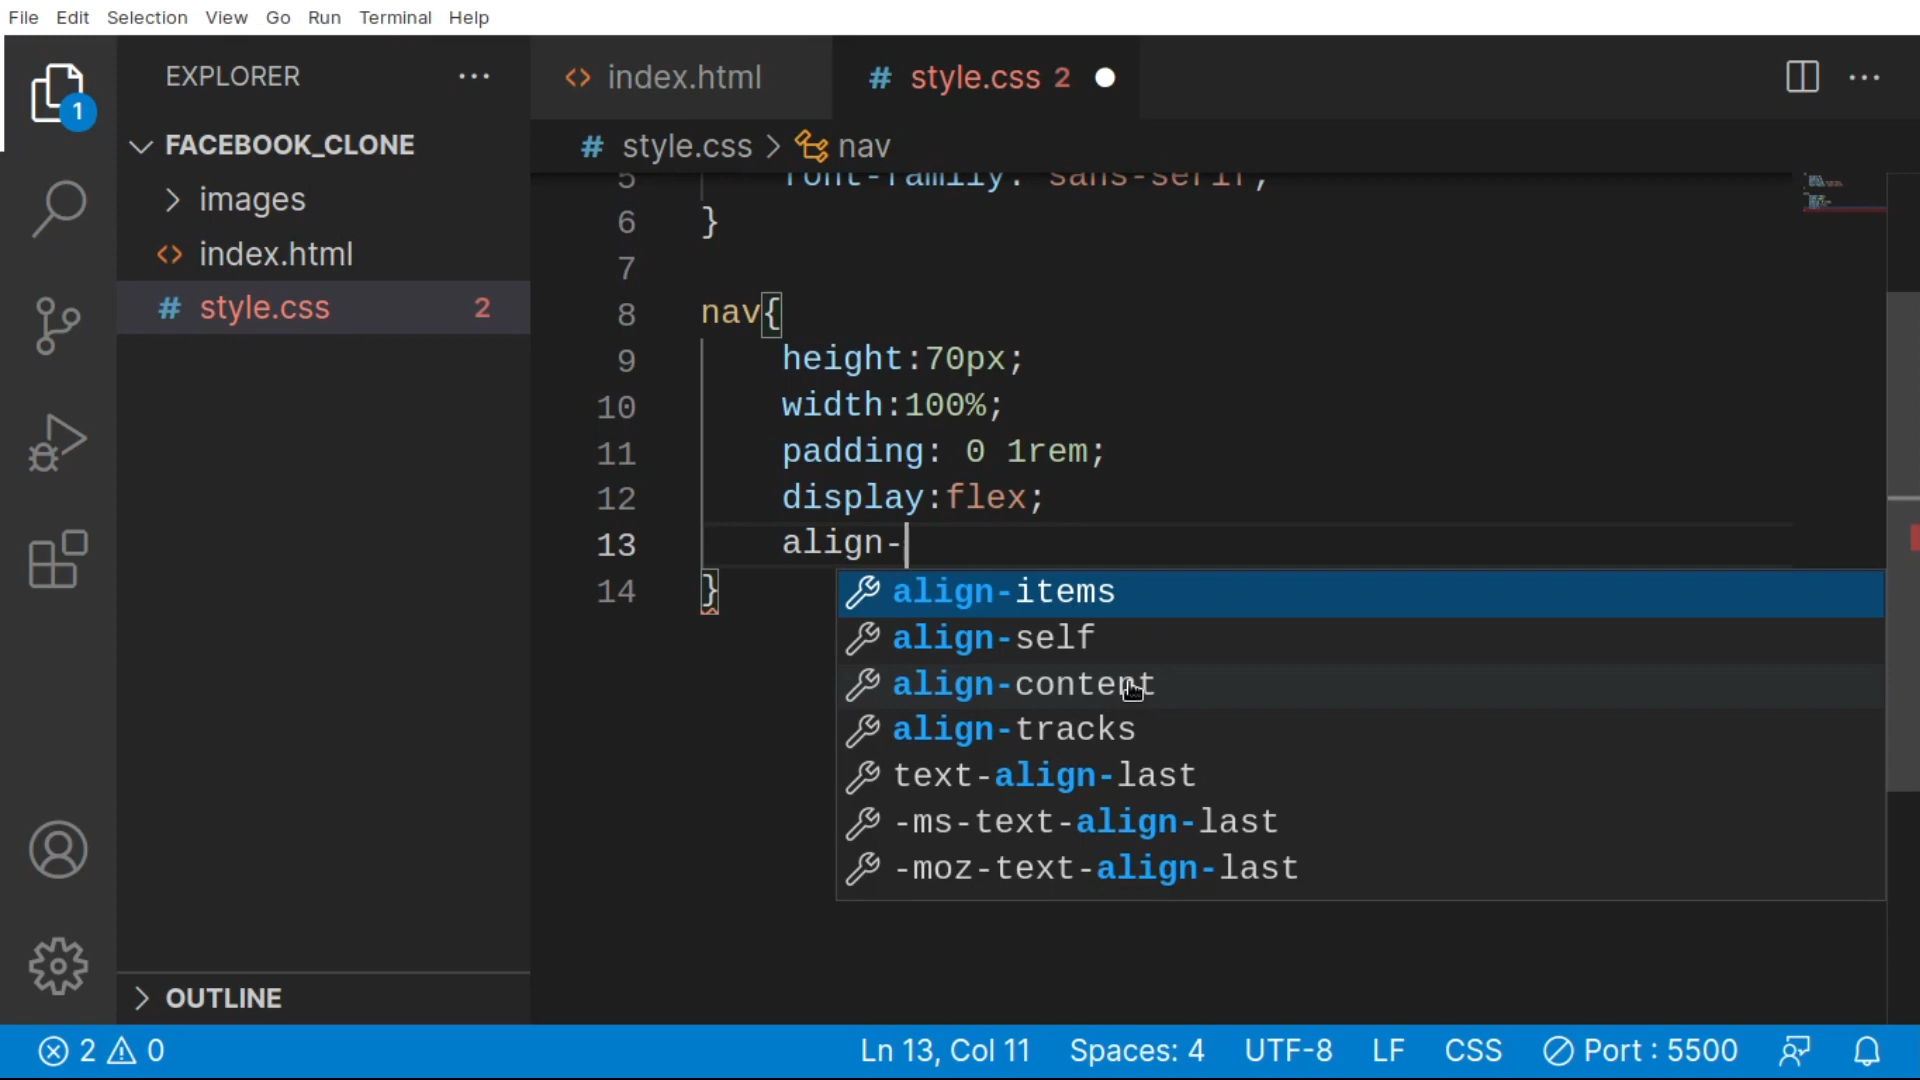 File Edit Selection View Go Run Terminal Help
EXPLORER ...
FACEBOOK_CLONE
images
<> index.html
# style.css 2
OUTLINE
1
<> index.html
# style.css 2
# style.css > nav
5 font-family: sans-serif;
6 }
7
8 nav{
9 height:70px;
10 width:100%;
11 padding: 0 1rem;
12 display:flex;
13 align-
14 }
align-items
align-self
align-content
align-tracks
text-align-last
-ms-text-align-last
-moz-text-align-last
2 0 Ln 13, Col 11 Spaces: 4 UTF-8 LF CSS Port : 5500